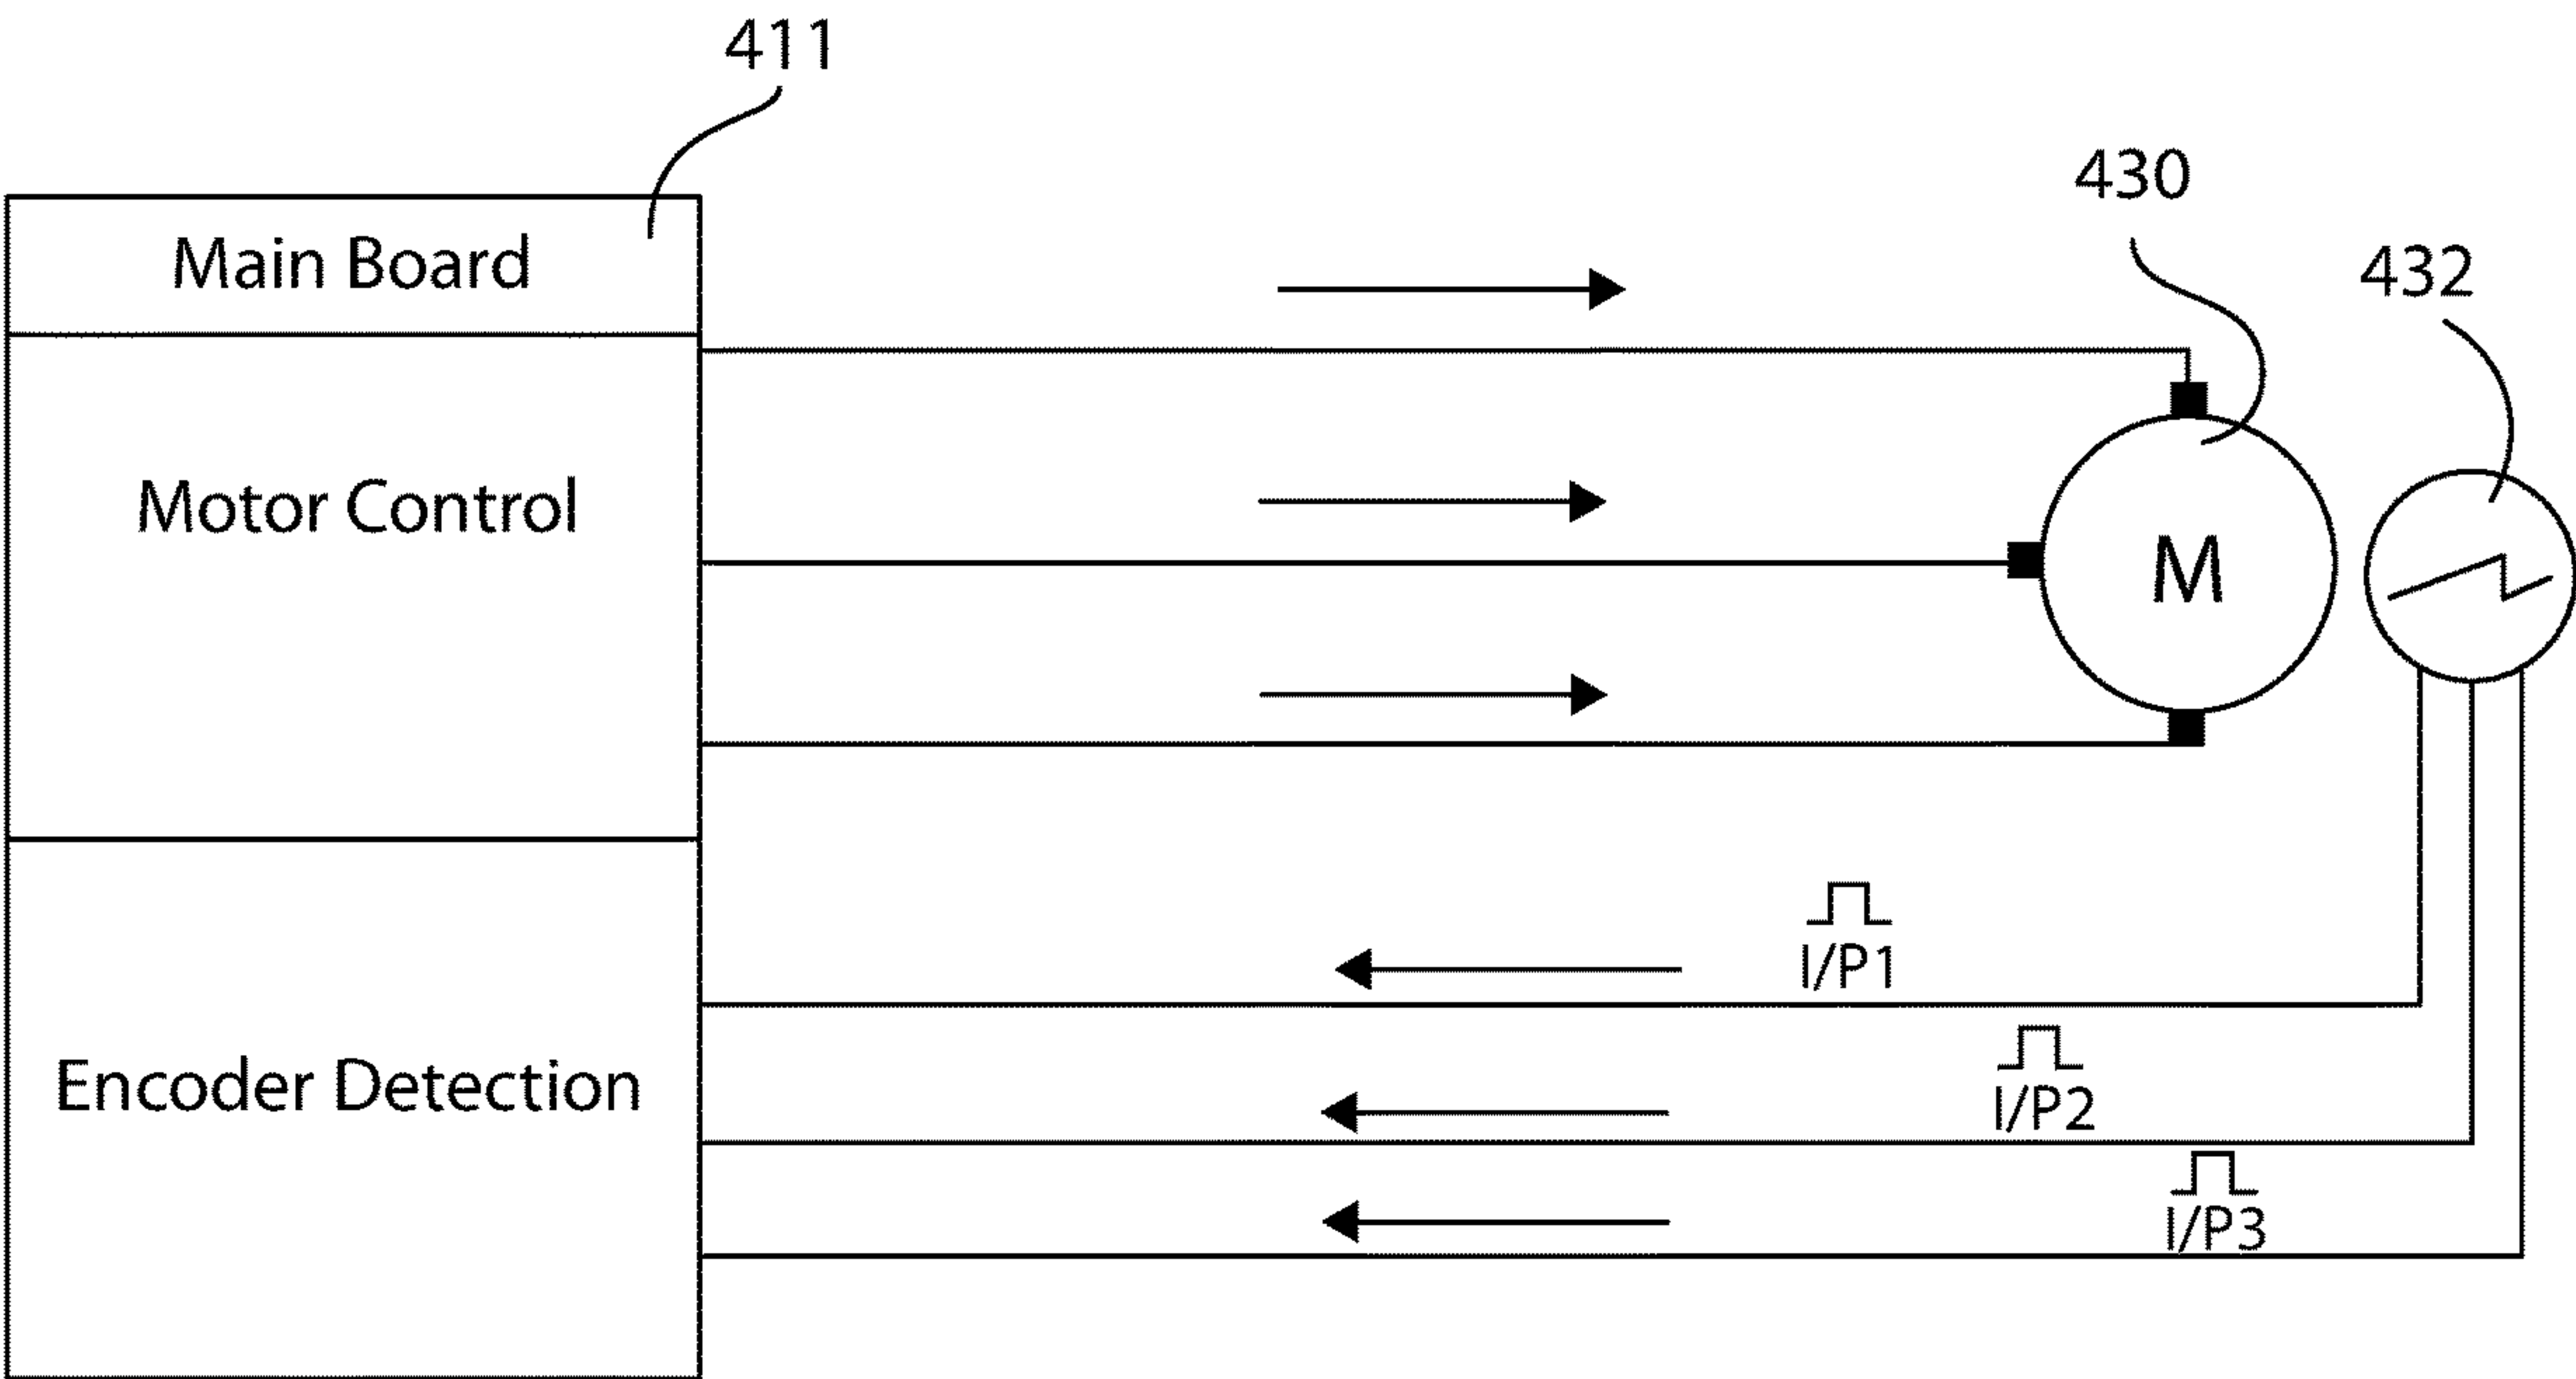 411
430
432
Main Board
Motor Control
M
I/P1
Encoder Detection
I/P2
I/P3